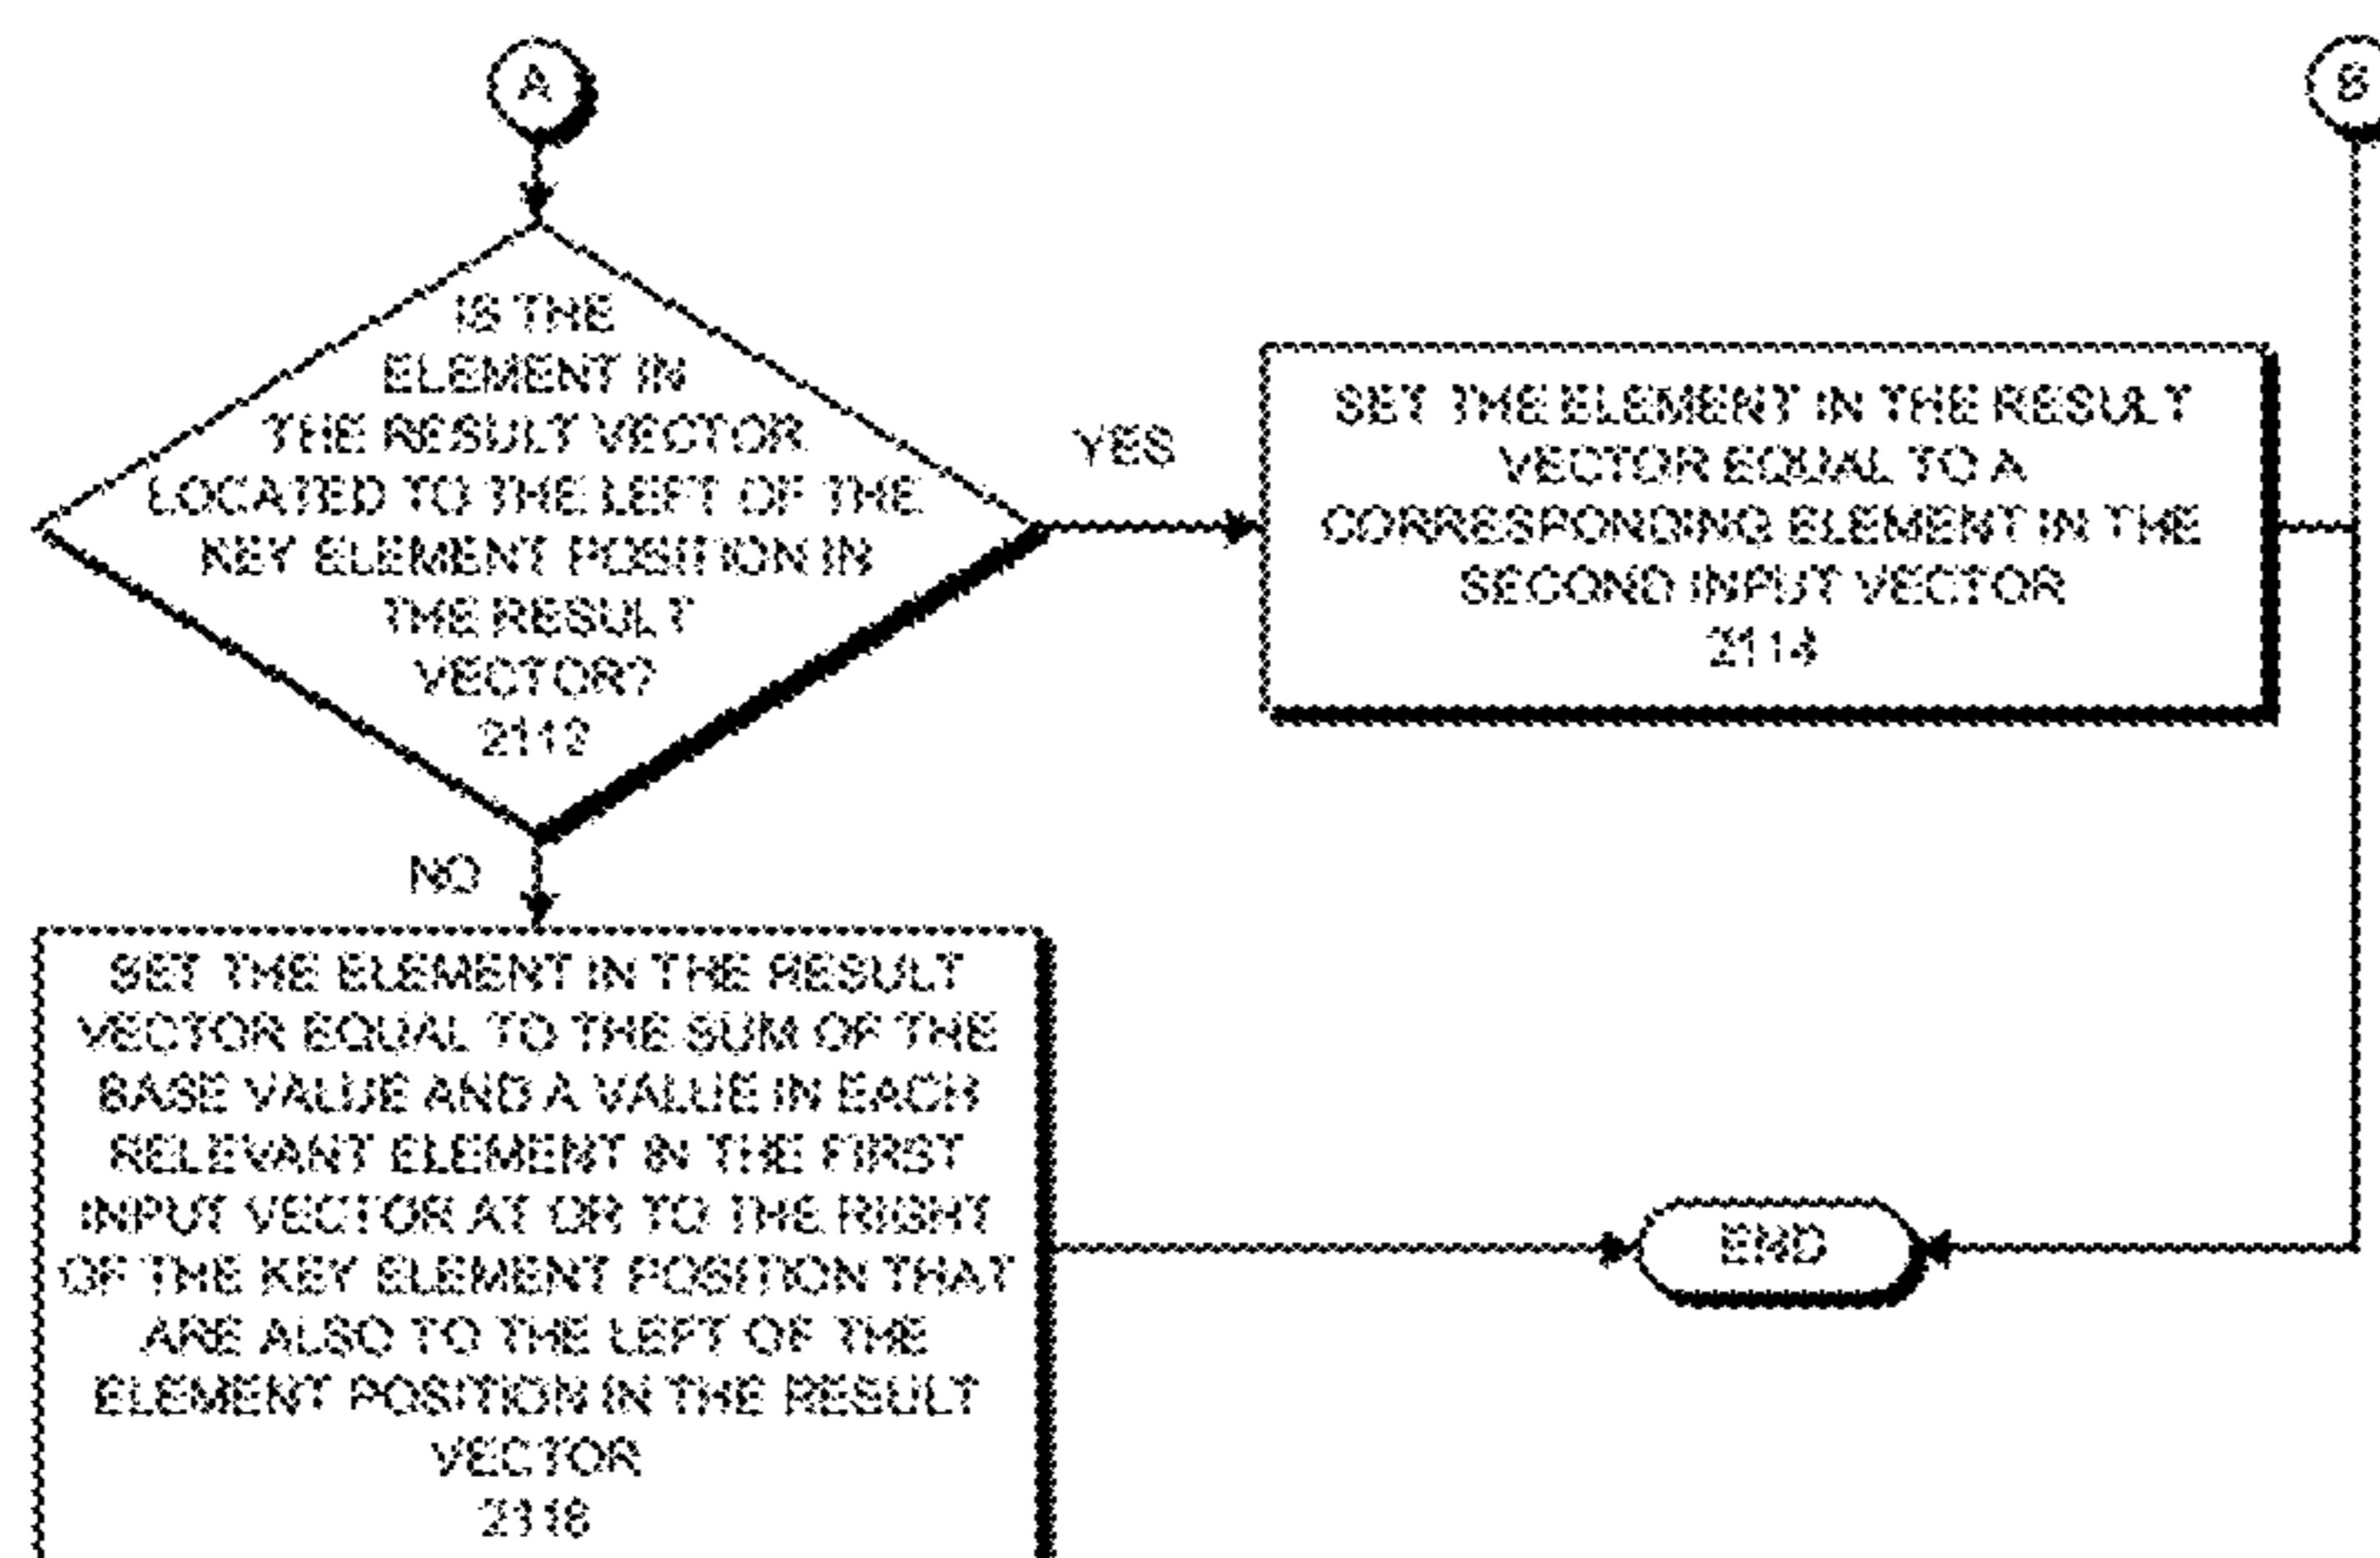 A
B
IS THE
ELEMENT IN
THE RESULT VECTOR
LOCATED TO THE LEFT OF THE
KEY ELEMENT POSITION IN
THE RESULT
VECTOR?
2112
YES
SET THE ELEMENT IN THE RESULT
VECTOR EQUAL TO A
CORRESPONDING ELEMENT IN THE
SECOND INPUT VECTOR
2114
NO
SET THE ELEMENT IN THE RESULT
VECTOR EQUAL TO THE SUM OF THE
BASE VALUE AND A VALUE IN EACH
RELEVANT ELEMENT IN THE FIRST
INPUT VECTOR AT OR TO THE RIGHT
OF THE KEY ELEMENT POSITION THAT
ARE ALSO TO THE LEFT OF THE
ELEMENT POSITION IN THE RESULT
VECTOR
2116
END